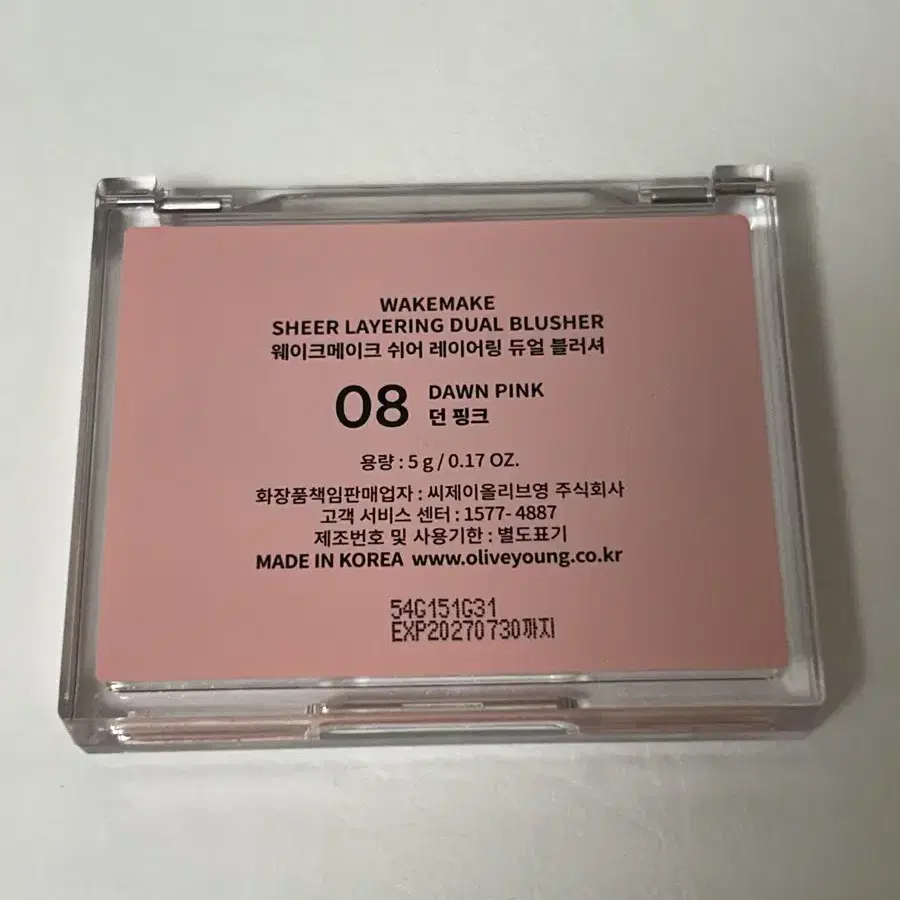 WAKEMAKE
SHEER LAYERING DUAL BLUSHER
웨이크메이크 쉬어 레이어링 듀얼 블러셔
08 DAWN PINK
던 핑크
용량 : 5 g / 0.17 OZ.
화장품책임판매업자 : 씨제이올리브영 주식회사
고객 서비스 센터 : 1577- 4887
제조번호 및 사용기한 : 별도표기
MADE IN KOREA www.oliveyoung.co.kr
54G151G31
EXP20270730까지